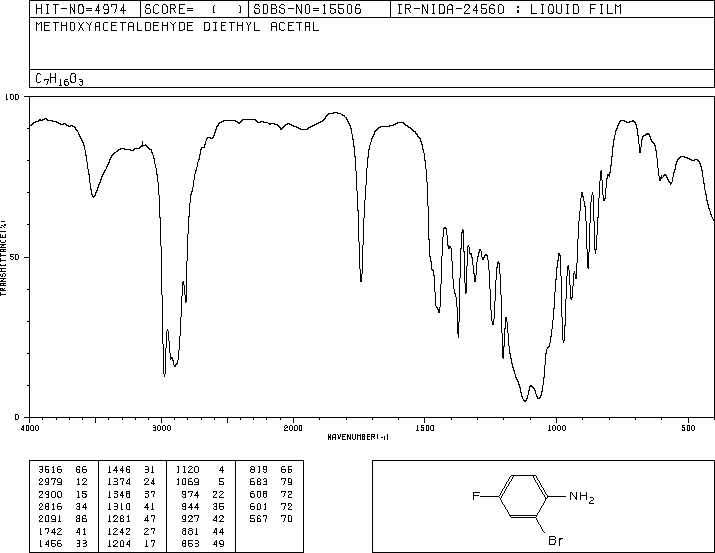 HIT-NO=4974 SCORE= ( ) SDBS-NO=15506 IR-NIDA-24560 : LIQUID FILM
METHOXYACETALDEHYDE DIETHYL ACETAL
C7H16O3
100
50
0
TRANSMITTANCE(%)
4000 3000 2000 1500 1000 500
WAVENUMBER(-1)
3516 66 1446 31 1120 4 819 66
2979 12 1374 24 1069 5 683 79
2900 15 1348 37 974 22 608 72
2816 34 1310 41 944 36 601 72
2091 86 1261 47 927 42 567 70
1742 41 1242 27 881 44
1456 33 1204 17 853 49
F
NH2
Br